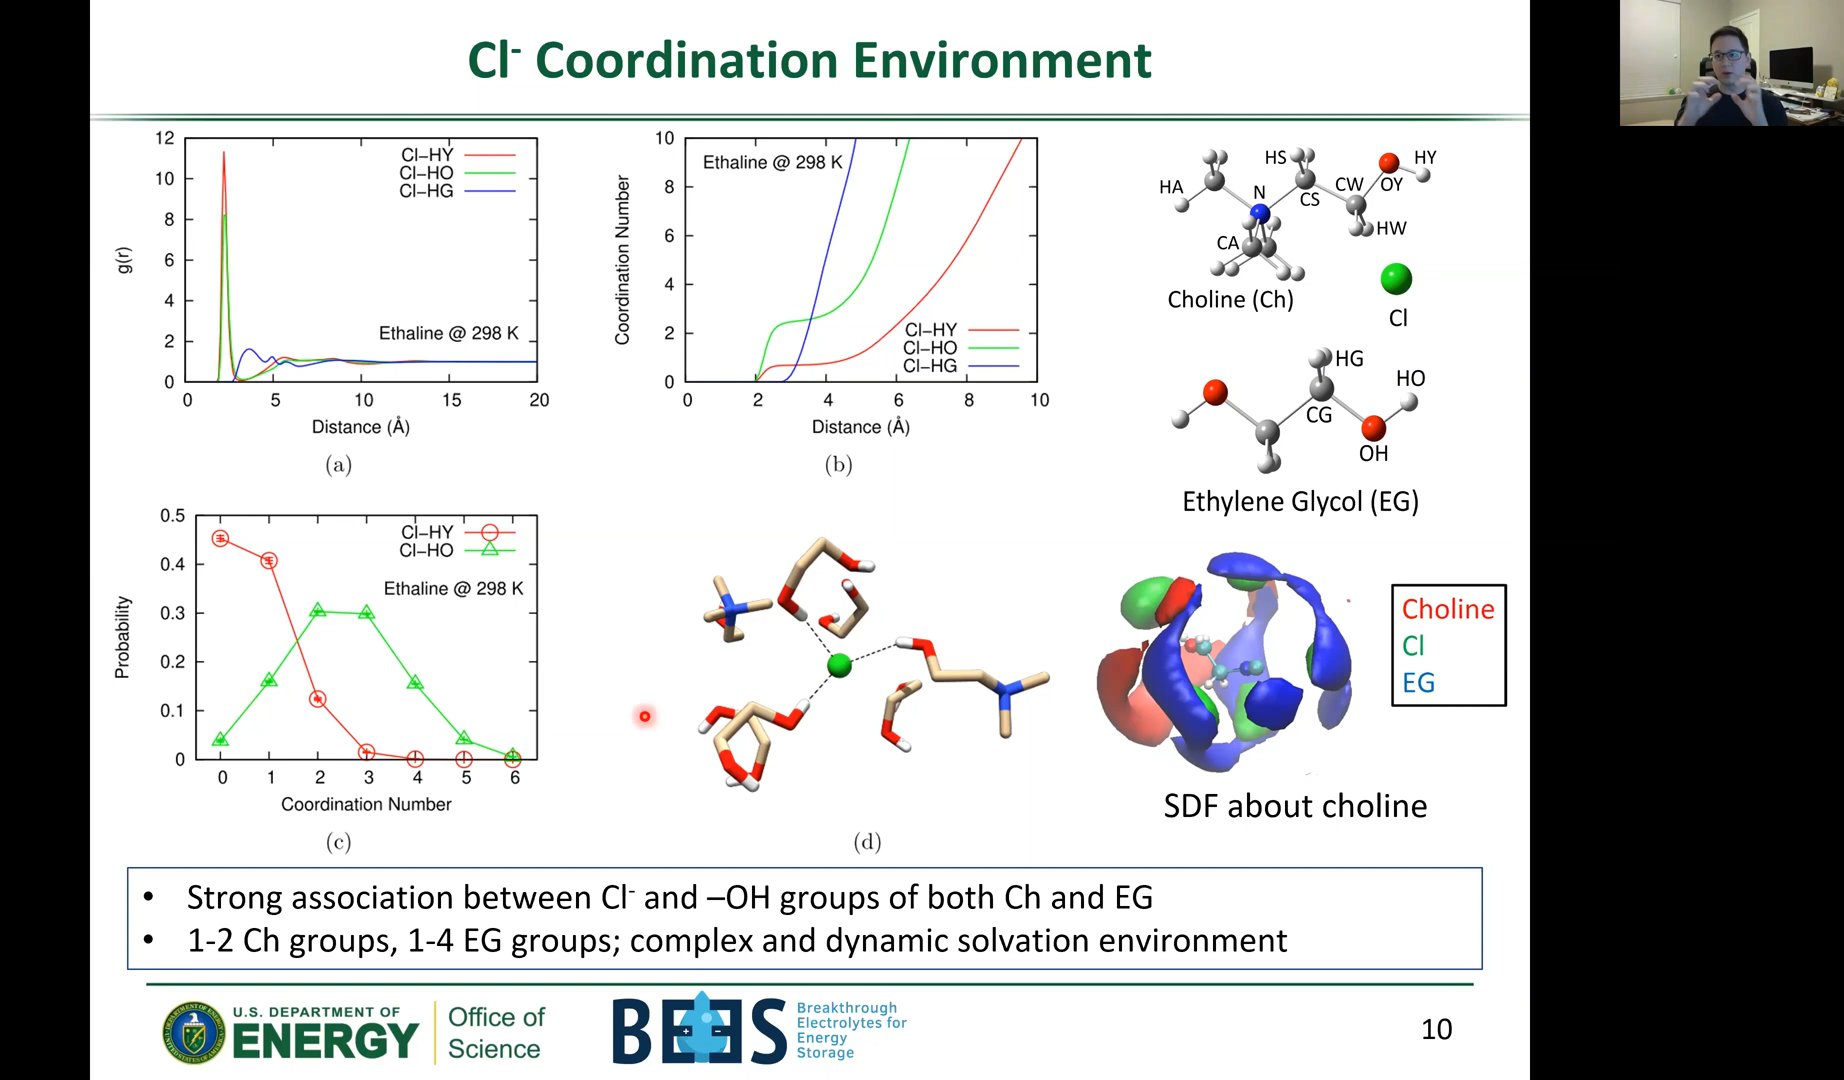 Cl- Coordination Environment
12
10
8
6
4
2
0
g(r)
Cl–HY
Cl–HO
Cl–HG
Ethaline @ 298 K
0 5 10 15 20
Distance (Å)
(a)
10
8
6
4
2
0
Coordination Number
Ethaline @ 298 K
Cl–HY
Cl–HO
Cl–HG
0 2 4 6 8 10
Distance (Å)
(b)
HS
HY
HA
N
CW
OY
CS
HW
CA
Choline (Ch)
Cl
HG
HO
CG
OH
Ethylene Glycol (EG)
0.5
0.4
0.3
0.2
0.1
0
Probability
Cl–HY
Cl–HO
Ethaline @ 298 K
0 1 2 3 4 5 6
Coordination Number
(c)
(d)
Choline
Cl
EG
SDF about choline
• Strong association between Cl- and –OH groups of both Ch and EG
• 1-2 Ch groups, 1-4 EG groups; complex and dynamic solvation environment
U.S. DEPARTMENT OF
ENERGY
Office of
Science
BEES
+ -
Breakthrough
Electrolytes for
Energy
Storage
10